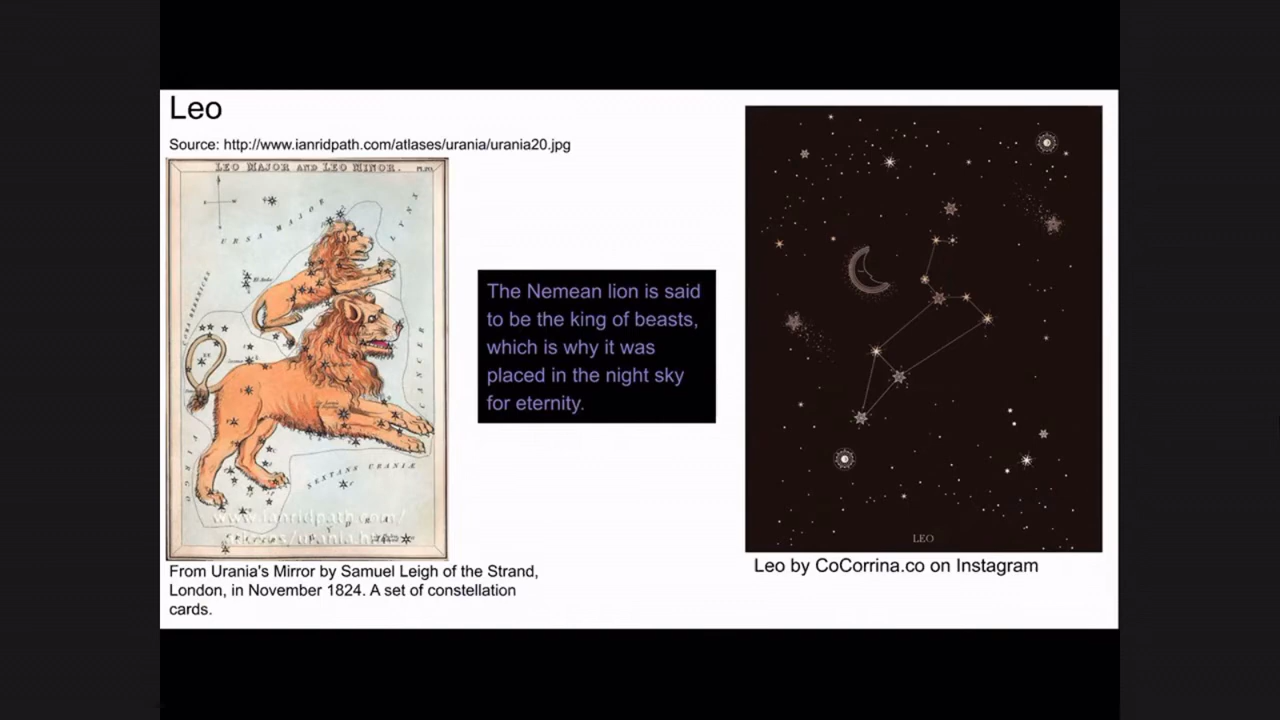 Leo
Source: http://www.ianridpath.com/atlases/urania/urania20.jpg
LEO MAJOR AND LEO MINOR.
URSA MAJOR
LYNX
COMA BERENICES
CANCER
VIRGO
SEXTANS URANIÆ
www.ianridpath.com/
From Urania's Mirror by Samuel Leigh of the Strand,
London, in November 1824. A set of constellation
cards.
The Nemean lion is said
to be the king of beasts,
which is why it was
placed in the night sky
for eternity.
LEO
Leo by CoCorrina.co on Instagram